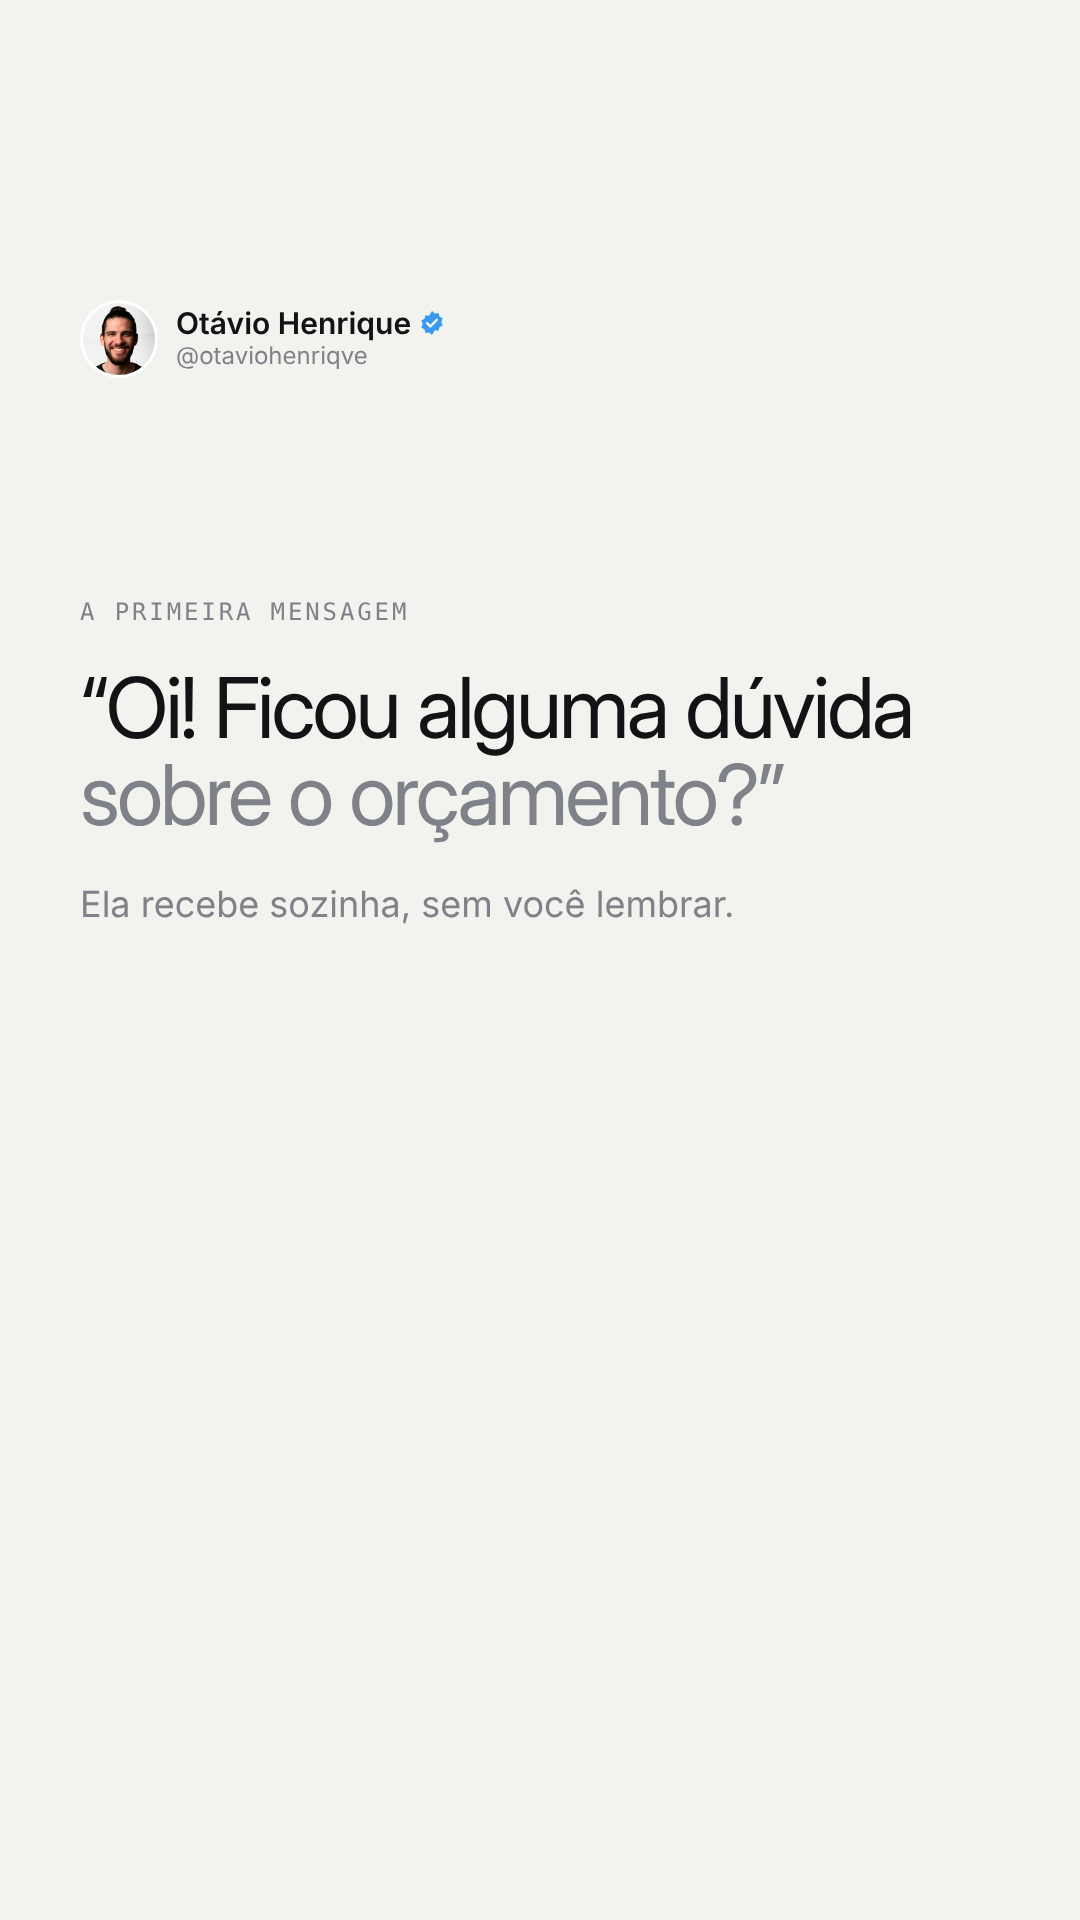 Otávio Henrique
@otaviohenriqve
A PRIMEIRA MENSAGEM
“Oi! Ficou alguma dúvida
sobre o orçamento?”
Ela recebe sozinha, sem você lembrar.